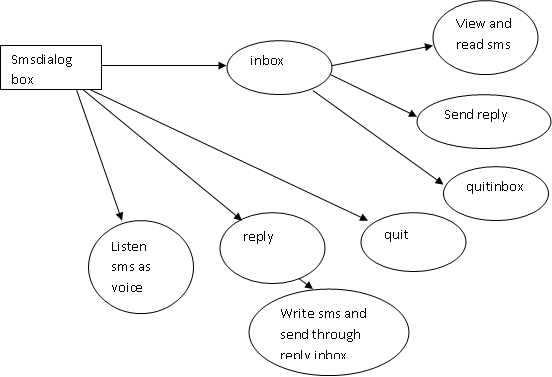 Smsdialog
box
inbox
View and
read sms
Send reply
quitinbox
quit
reply
Listen
sms as
voice
Write sms and
send through
reply inbox